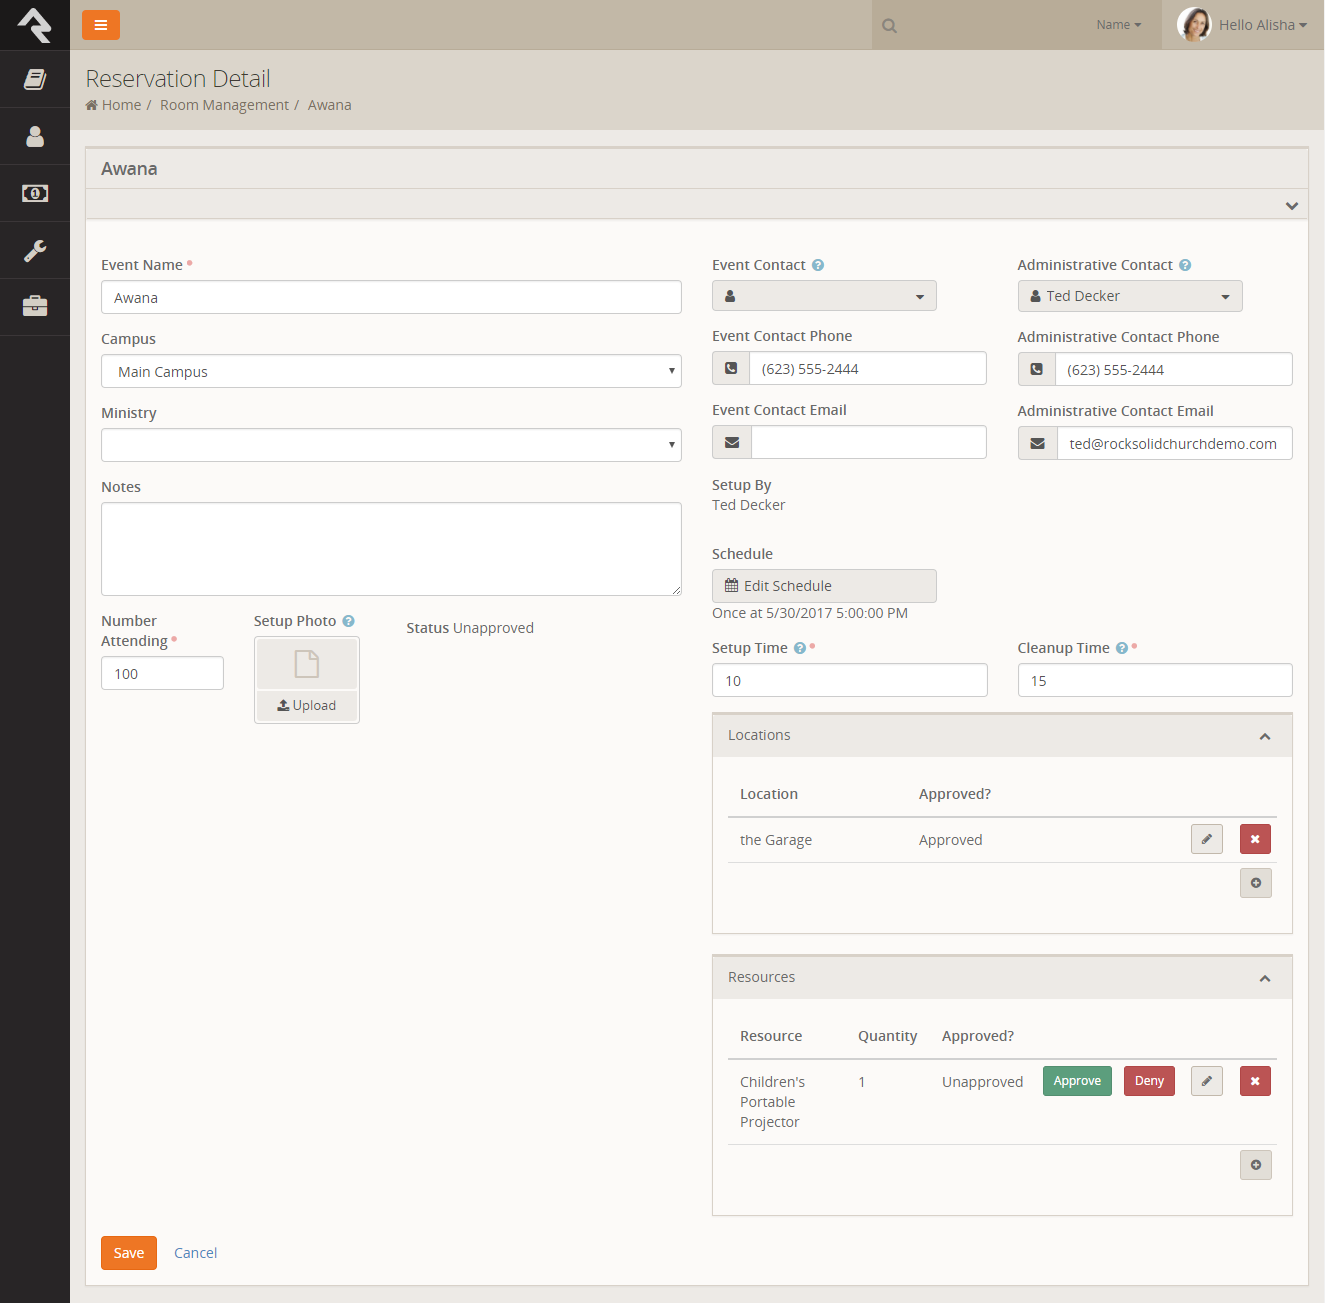 Name
Hello Alisha
Reservation Detail
Home / Room Management / Awana
Awana
Event Name
Awana
Campus
Main Campus
Ministry
Notes
Number
Attending
100
Setup Photo
Upload
Status Unapproved
Event Contact
Administrative Contact
Ted Decker
Event Contact Phone
(623) 555-2444
Administrative Contact Phone
(623) 555-2444
Event Contact Email
Administrative Contact Email
ted@rocksolidchurchdemo.com
Setup By
Ted Decker
Schedule
Edit Schedule
Once at 5/30/2017 5:00:00 PM
Setup Time
10
Cleanup Time
15
Locations
Location Approved?
the Garage Approved
Resources
Resource Quantity Approved?
Children's
Portable
Projector
1 Unapproved Approve Deny
Save Cancel